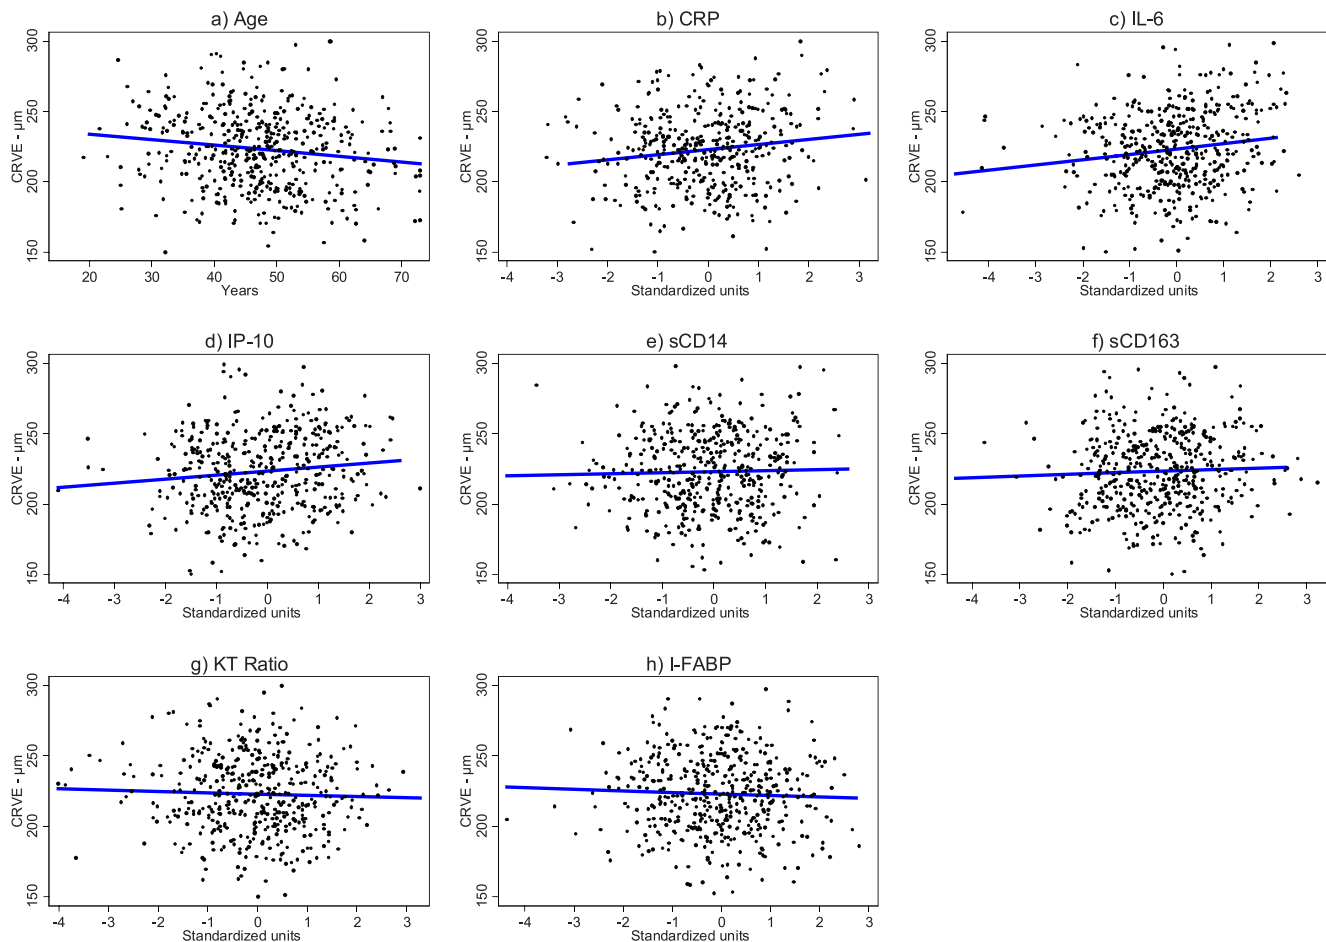 a) Age
b) CRP
c) IL-6
CRVE - µm
300
250
200
150
20 30 40 50 60 70
Years
CRVE - µm
300
250
200
150
-4 -3 -2 -1 0 1 2 3
Standardized units
CRVE - µm
300
250
200
150
-4 -3 -2 -1 0 1 2 3
Standardized units
d) IP-10
e) sCD14
f) sCD163
CRVE - µm
300
250
200
150
-4 -3 -2 -1 0 1 2 3
Standardized units
CRVE - µm
300
250
200
150
-4 -3 -2 -1 0 1 2 3
Standardized units
CRVE - µm
300
250
200
150
-4 -3 -2 -1 0 1 2 3
Standardized units
g) KT Ratio
h) I-FABP
CRVE - µm
300
250
200
150
-4 -3 -2 -1 0 1 2 3
Standardized units
CRVE - µm
300
250
200
150
-4 -3 -2 -1 0 1 2 3
Standardized units